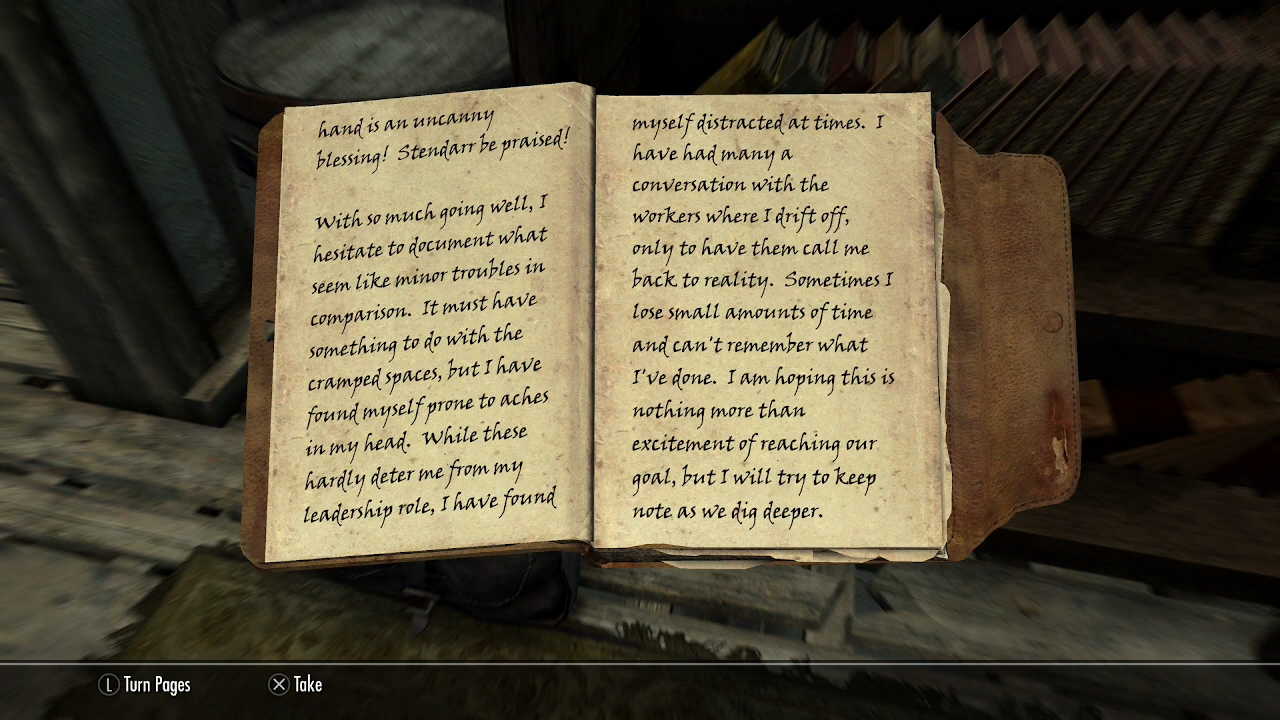 hand is an uncanny
blessing!  Stendarr be praised!
With so much going well, I
hesitate to document what
seem like minor troubles in
comparison.  It must have
something to do with the
cramped spaces, but I have
found myself prone to aches
in my head.  While these
hardly deter me from my
leadership role, I have found
myself distracted at times.  I
have had many a
conversation with the
workers where I drift off,
only to have them call me
back to reality.  Sometimes I
lose small amounts of time
and can't remember what
I've done.  I am hoping this is
nothing more than
excitement of reaching our
goal, but I will try to keep
note as we dig deeper.
L Turn Pages
X Take